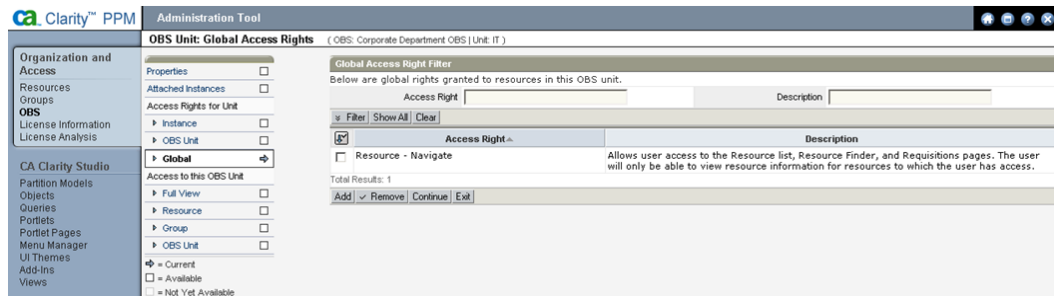 ca Clarity™ PPM
Administration Tool
OBS Unit: Global Access Rights ( OBS: Corporate Department OBS | Unit: IT )
Organization and
Access
Resources
Groups
OBS
License Information
License Analysis
CA Clarity Studio
Partition Models
Objects
Queries
Portlets
Portlet Pages
Menu Manager
UI Themes
Add-Ins
Views
Properties
Attached Instances
Access Rights for Unit
Instance
OBS Unit
Global
Access to this OBS Unit
Full View
Resource
Group
OBS Unit
= Current
= Available
= Not Yet Available
Global Access Right Filter
Below are global rights granted to resources in this OBS unit.
Access Right Description
Filter Show All Clear
Access Right Description
Resource - Navigate Allows user access to the Resource list, Resource Finder, and Requisitions pages. The user
will only be able to view resource information for resources to which the user has access.
Total Results: 1
Add Remove Continue Exit